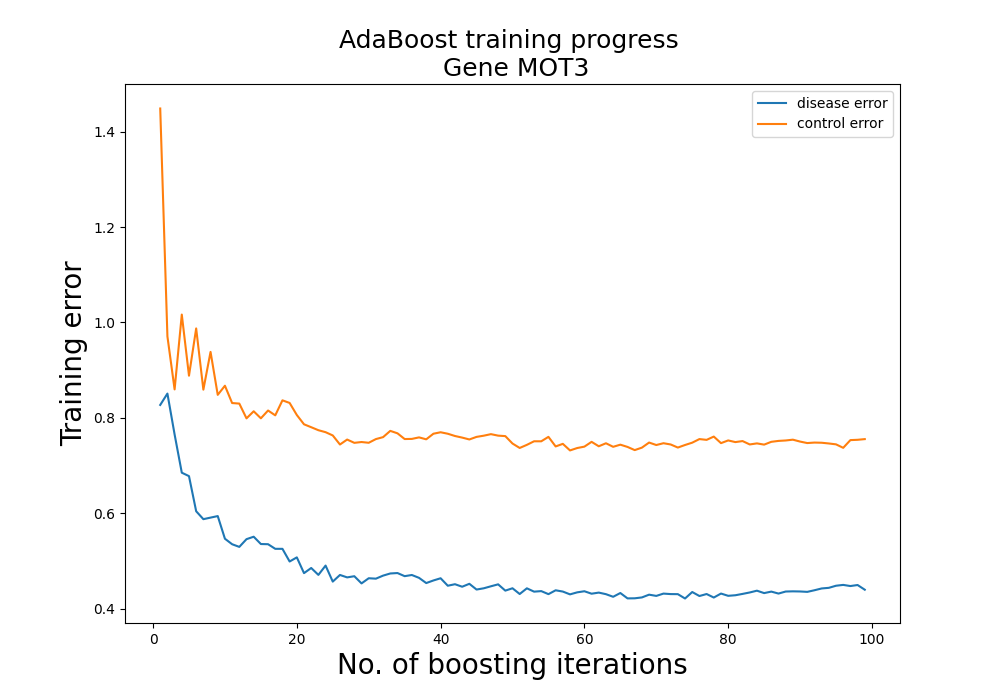 AdaBoost training progress
Gene MOT3
disease error
control error
Training error
1.4
1.2
1.0
0.8
0.6
0.4
0
20
40
60
80
100
No. of boosting iterations